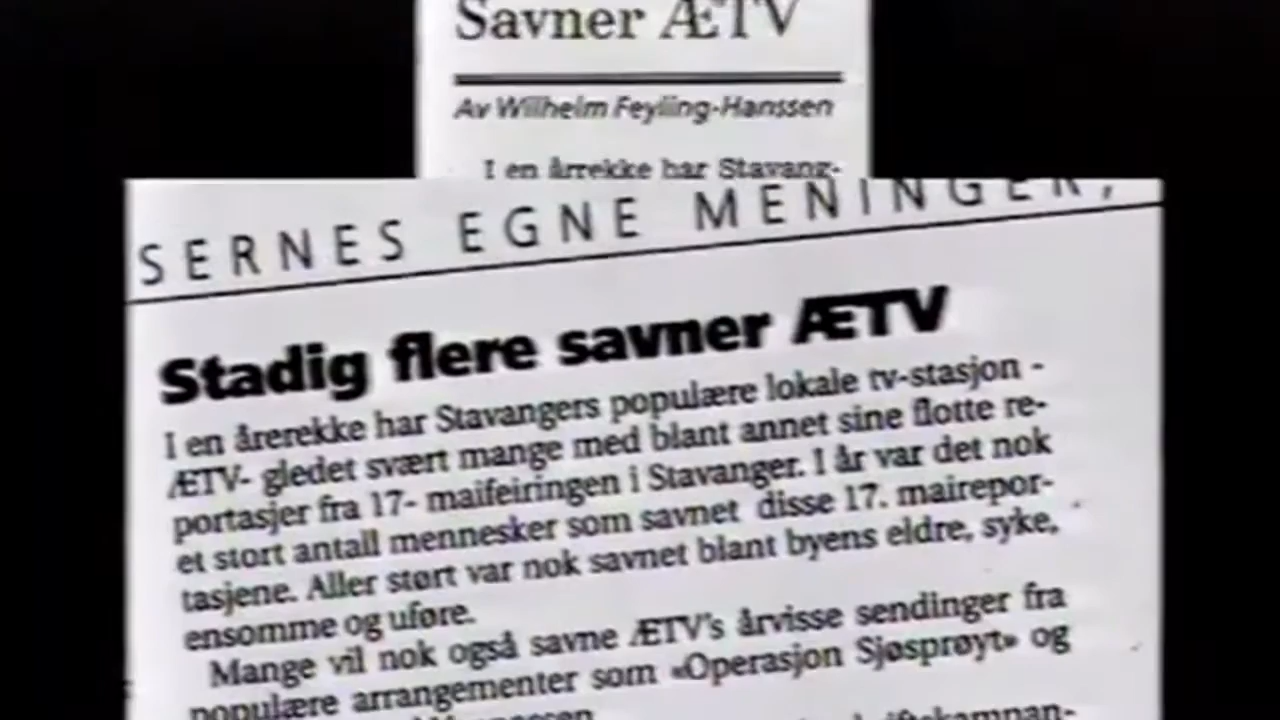 Savner ÆTV
Av Wilhelm Feyling-Hanssen
I en årrekke har Stavang-
SERNES EGNE MENINGER,
Stadig flere savner ÆTV
I en årerekke har Stavangers populære lokale tv-stasjon -
ÆTV- gledet svært mange med blant annet sine flotte re-
portasjer fra 17- maifeiringen i Stavanger. I år var det nok
et stort antall mennesker som savnet disse 17. mairepor-
tasjene. Aller størt var nok savnet blant byens eldre, syke,
ensomme og uføre.
Mange vil nok også savne ÆTV's årvisse sendinger fra
populære arrangementer som «Operasjon Sjøsprøyt» og